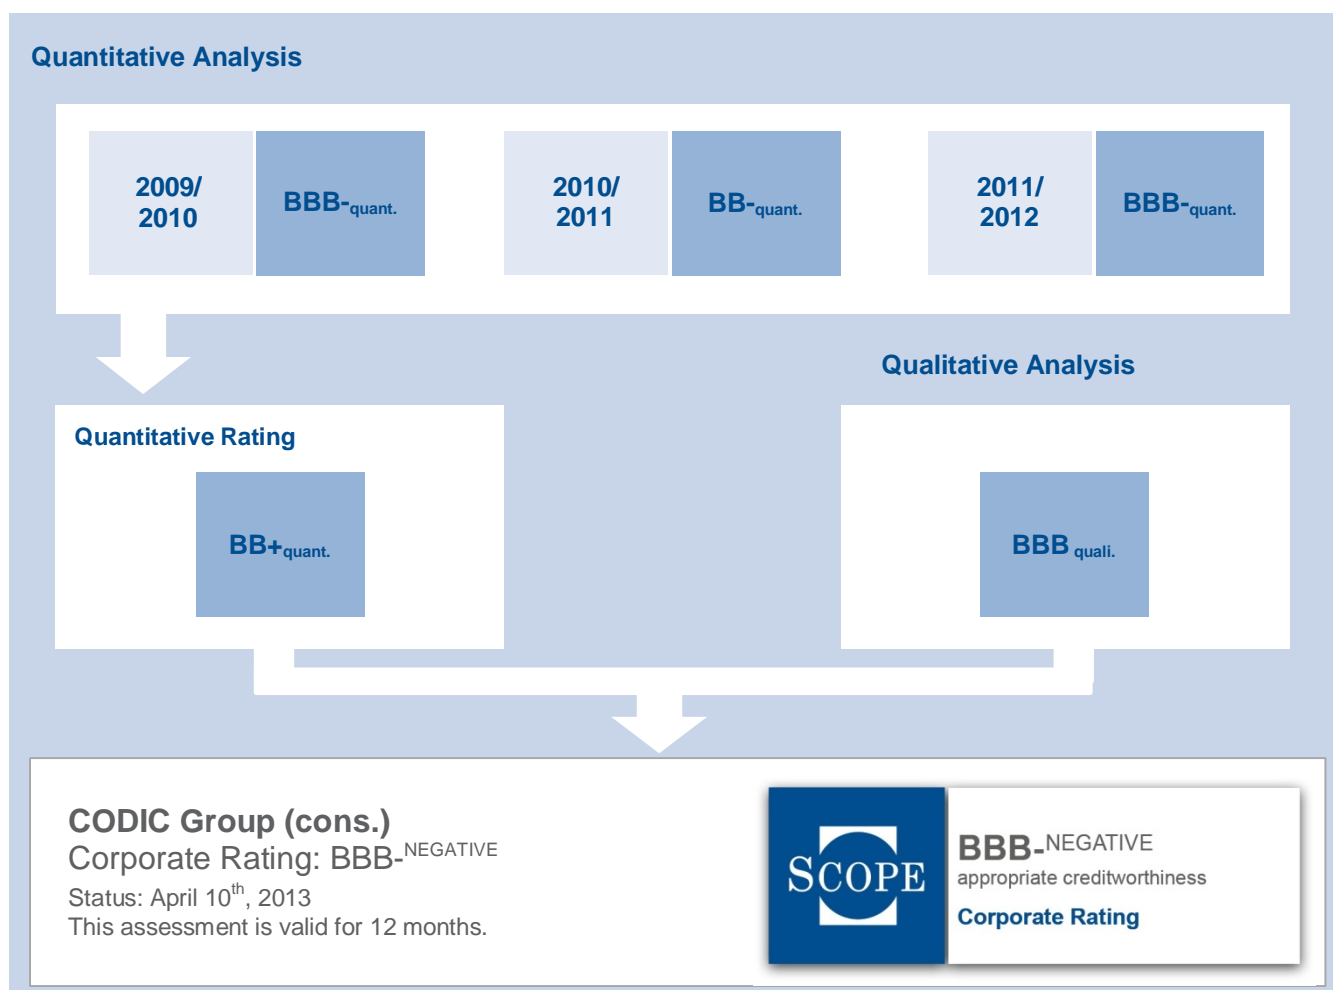 Quantitative Analysis
2009/
2010
BBB-quant.
2010/
2011
BB-quant.
2011/
2012
BBB-quant.
Qualitative Analysis
Quantitative Rating
BB+quant.
BBB quali.
CODIC Group (cons.)
Corporate Rating: BBB-NEGATIVE
Status: April 10th, 2013
This assessment is valid for 12 months.
SCOPE
BBB-NEGATIVE
appropriate creditworthiness
Corporate Rating